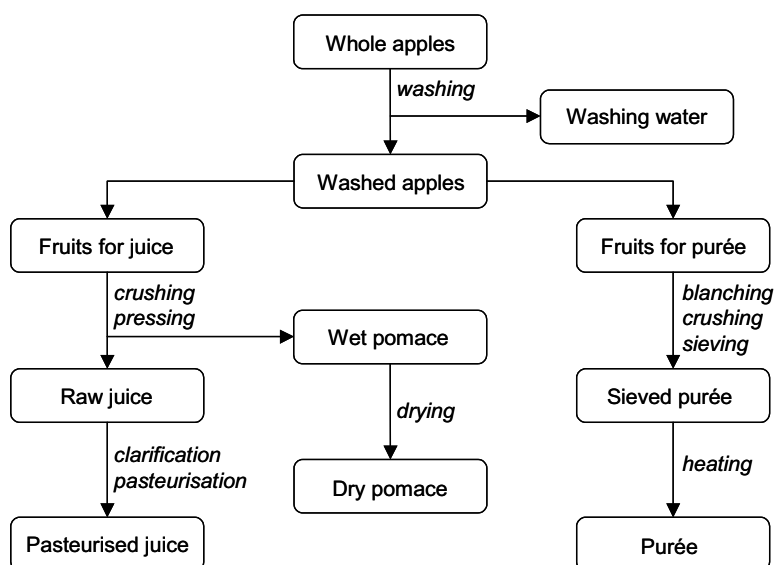 Whole apples
washing
Washing water
Washed apples
Fruits for juice
Fruits for purée
crushing
pressing
blanching
crushing
sieving
Wet pomace
Raw juice
Sieved purée
drying
clarification
pasteurisation
heating
Dry pomace
Pasteurised juice
Purée